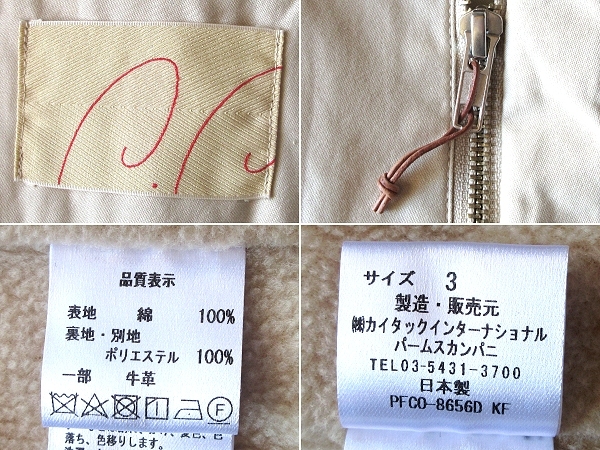 品質表示
表地 綿 100%
裏地・別地
ポリエステル 100%
一部 牛革
F
落ち、色移りします。
サイズ 3
製造・販売元
㈱カイタックインターナショナル
パームスカンパニ
TEL03-5431-3700
日本製
PFCO-8656D KF